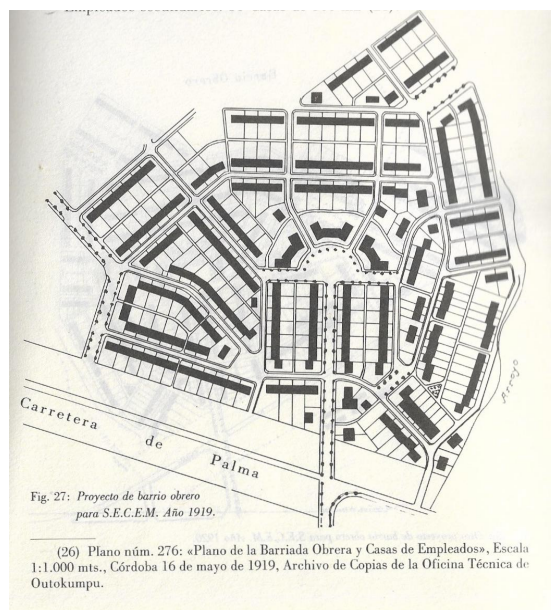 Arroyo
Carretera de Palma
Fig. 27: Proyecto de barrio obrero
para S.E.C.E.M. Año 1919.
(26) Plano núm. 276: «Plano de la Barriada Obrera y Casas de Empleados», Escala
1:1.000 mts., Córdoba 16 de mayo de 1919, Archivo de Copias de la Oficina Técnica de
Outokumpu.